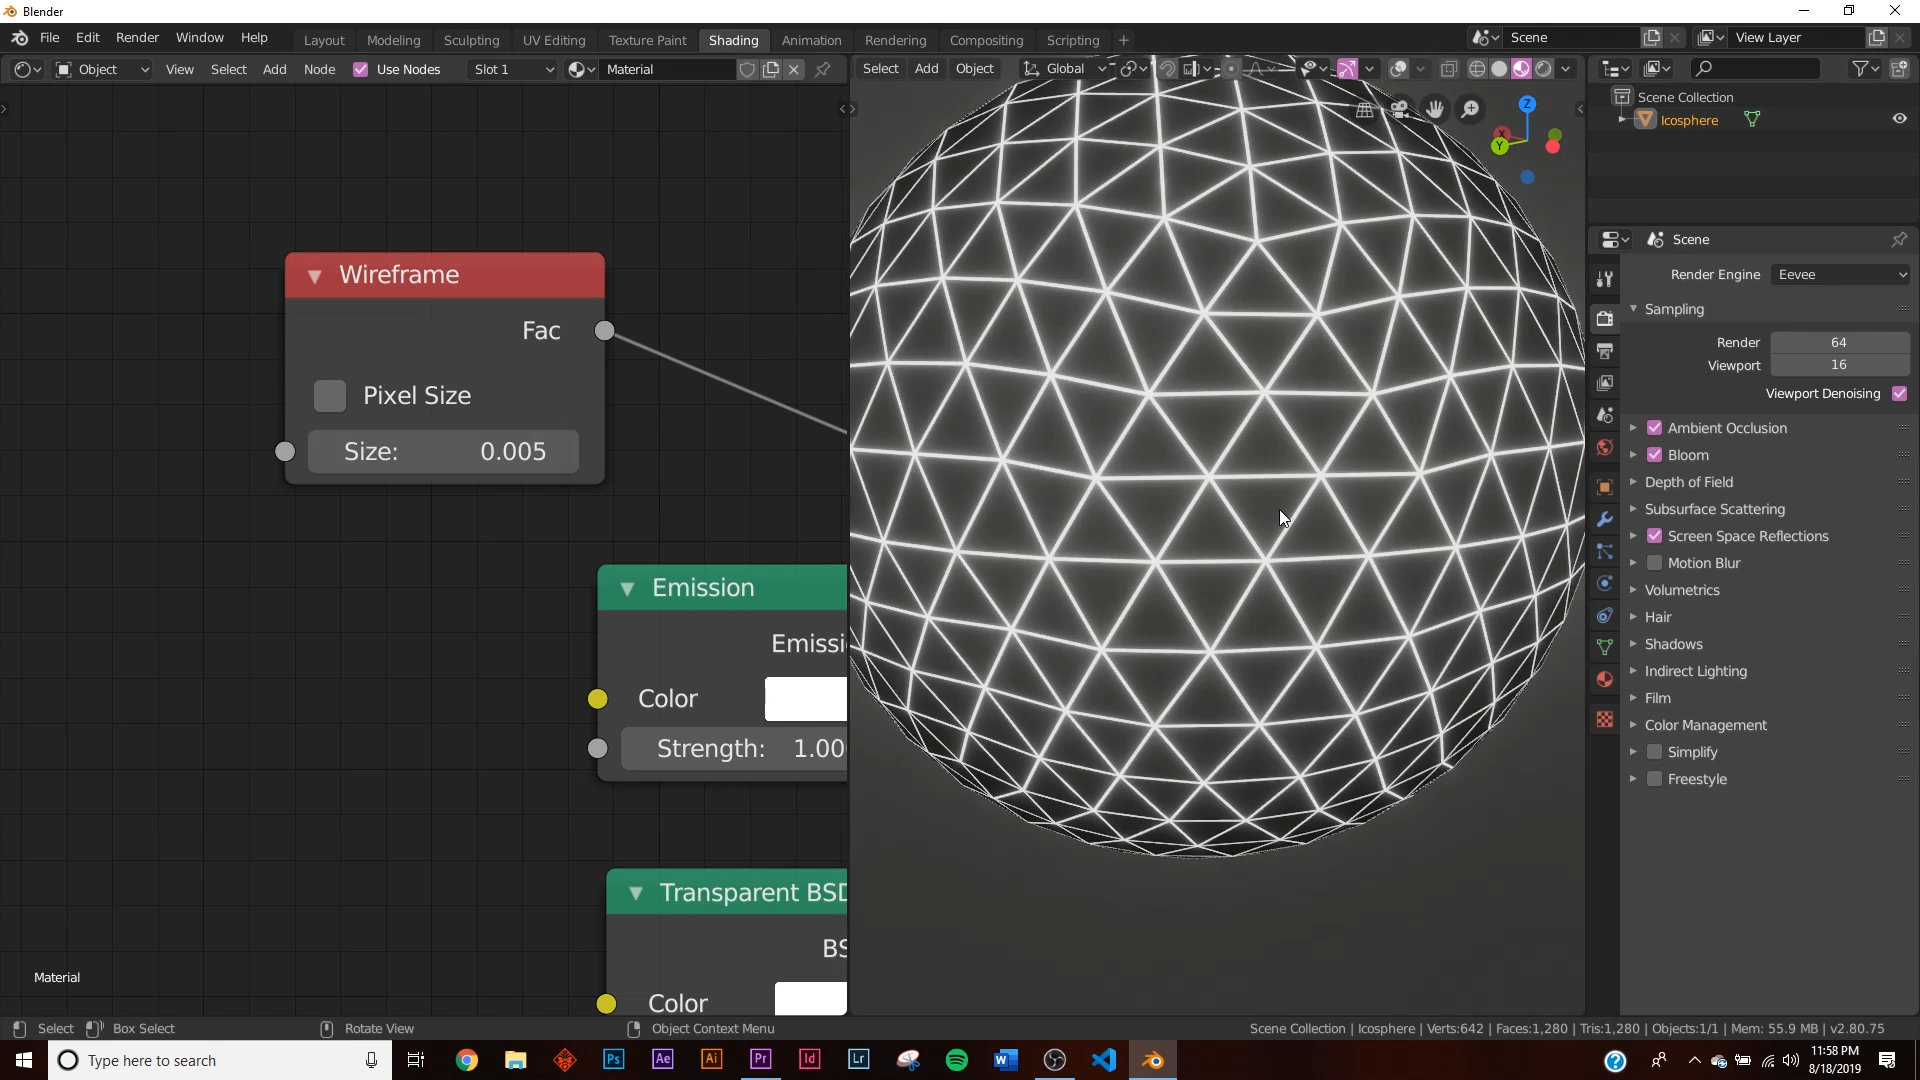 Blender
File Edit Render Window Help
Layout Modeling Sculpting UV Editing Texture Paint Shading Animation Rendering Compositing Scripting +
Scene
View Layer
Object View Select Add Node Use Nodes Slot 1 Material
Select Add Object Global
Scene Collection
Icosphere
Z
X
Y
Scene
Render Engine Eevee
Sampling
Render 64
Viewport 16
Viewport Denoising
Ambient Occlusion
Bloom
Depth of Field
Subsurface Scattering
Screen Space Reflections
Motion Blur
Volumetrics
Hair
Shadows
Indirect Lighting
Film
Color Management
Simplify
Freestyle
Wireframe
Fac
Pixel Size
Size: 0.005
Emission
Emissi
Color
Strength: 1.00
Transparent BSD
BS
Color
Material
Select Box Select Rotate View Object Context Menu
Scene Collection | Icosphere | Verts:642 | Faces:1,280 | Tris:1,280 | Objects:1/1 | Mem: 55.9 MB | v2.80.75
Type here to search
Ps Ae Ai Pr Id Lr W
11:58 PM
8/18/2019